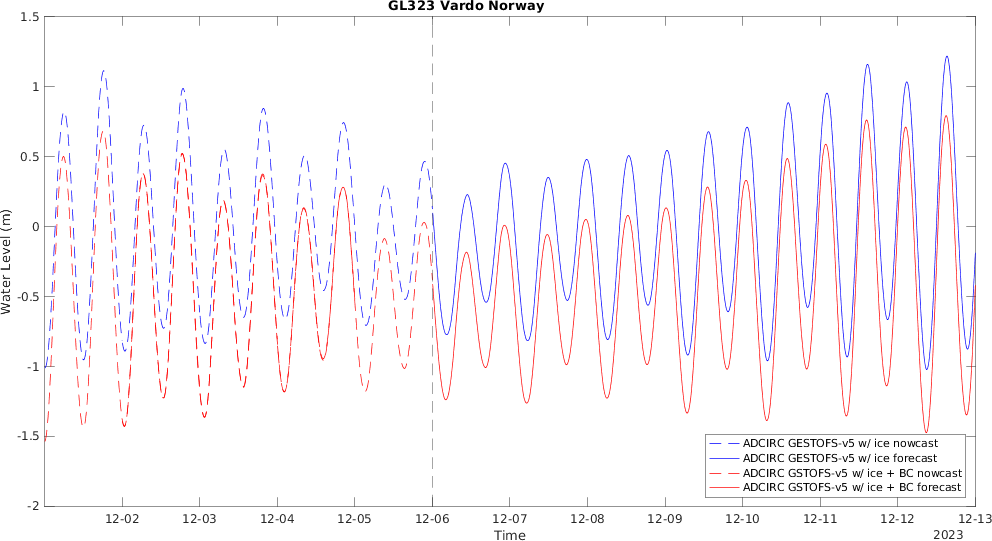 GL323 Vardo Norway
1.5
1
0.5
0
-0.5
-1
-1.5
-2
Water Level (m)
12-02 12-03 12-04 12-05 12-06 12-07 12-08 12-09 12-10 12-11 12-12 12-13
Time
2023
ADCIRC GESTOFS-v5 w/ ice nowcast
ADCIRC GESTOFS-v5 w/ ice forecast
ADCIRC GSTOFS-v5 w/ ice + BC nowcast
ADCIRC GSTOFS-v5 w/ ice + BC forecast